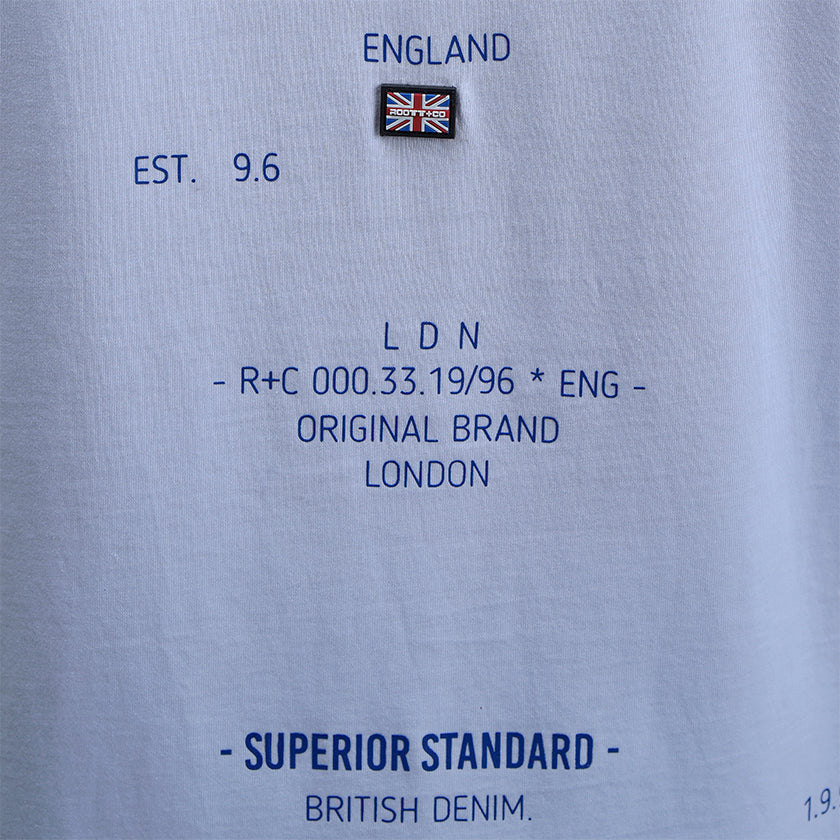 ENGLAND
ROOTT+CO
EST. 9.6
L D N
- R+C 000.33.19/96 * ENG -
ORIGINAL BRAND
LONDON
- SUPERIOR STANDARD -
BRITISH DENIM.